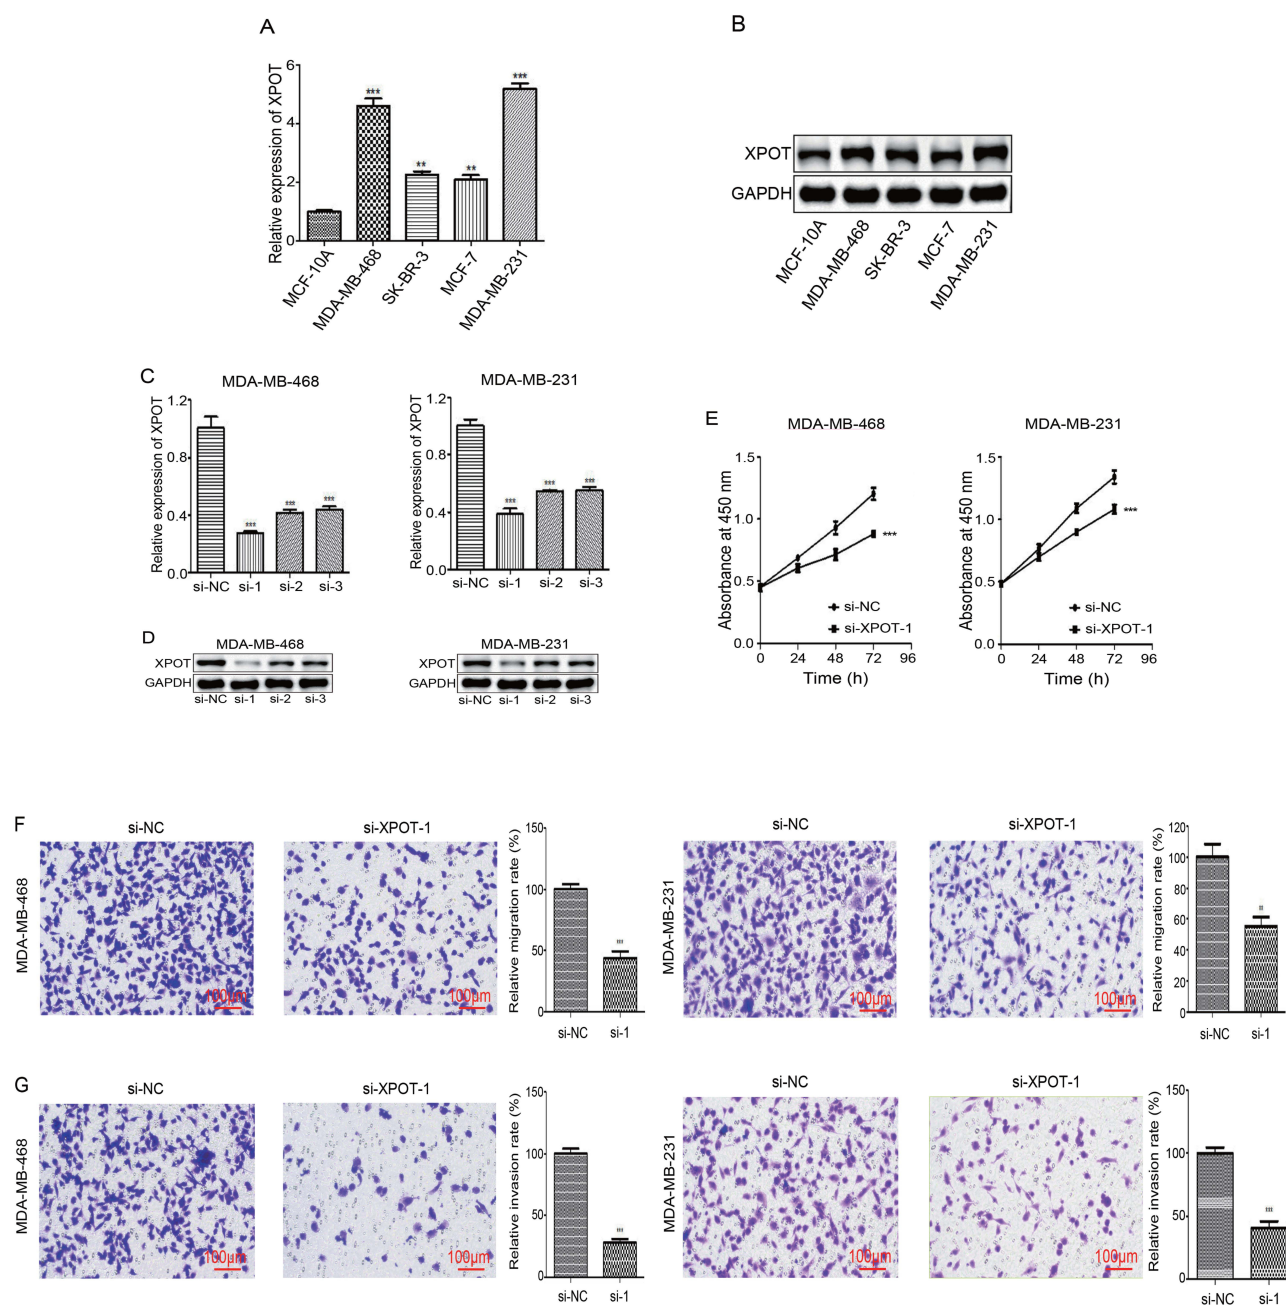 A
Relative expression of XPOT
6
4
2
0
***
**
**
***
MCF-10A
MDA-MB-468
SK-BR-3
MCF-7
MDA-MB-231
B
XPOT
GAPDH
MCF-10A
MDA-MB-468
SK-BR-3
MCF-7
MDA-MB-231
C
MDA-MB-468
Relative expression of XPOT
1.2
0.8
0.4
0.0
***
***
***
si-NC si-1 si-2 si-3
MDA-MB-231
Relative expression of XPOT
1.2
0.8
0.4
0.0
***
***
***
si-NC si-1 si-2 si-3
D
MDA-MB-468
XPOT
GAPDH
si-NC si-1 si-2 si-3
MDA-MB-231
XPOT
GAPDH
si-NC si-1 si-2 si-3
E
MDA-MB-468
Absorbance at 450 nm
1.5
1.0
0.5
0.0
***
si-NC
si-XPOT-1
0 24 48 72 96
Time (h)
MDA-MB-231
Absorbance at 450 nm
1.5
1.0
0.5
0.0
***
si-NC
si-XPOT-1
0 24 48 72 96
Time (h)
F
MDA-MB-468
si-NC
100μm
si-XPOT-1
100μm
Relative migration rate (%)
150
100
50
0
***
si-NC si-1
MDA-MB-231
si-NC
100μm
si-XPOT-1
100μm
Relative migration rate (%)
120
100
80
60
40
20
0
**
si-NC si-1
G
MDA-MB-468
si-NC
100μm
si-XPOT-1
100μm
Relative invasion rate (%)
150
100
50
0
***
si-NC si-1
MDA-MB-231
si-NC
100μm
si-XPOT-1
100μm
Relative invasion rate (%)
150
100
50
0
***
si-NC si-1